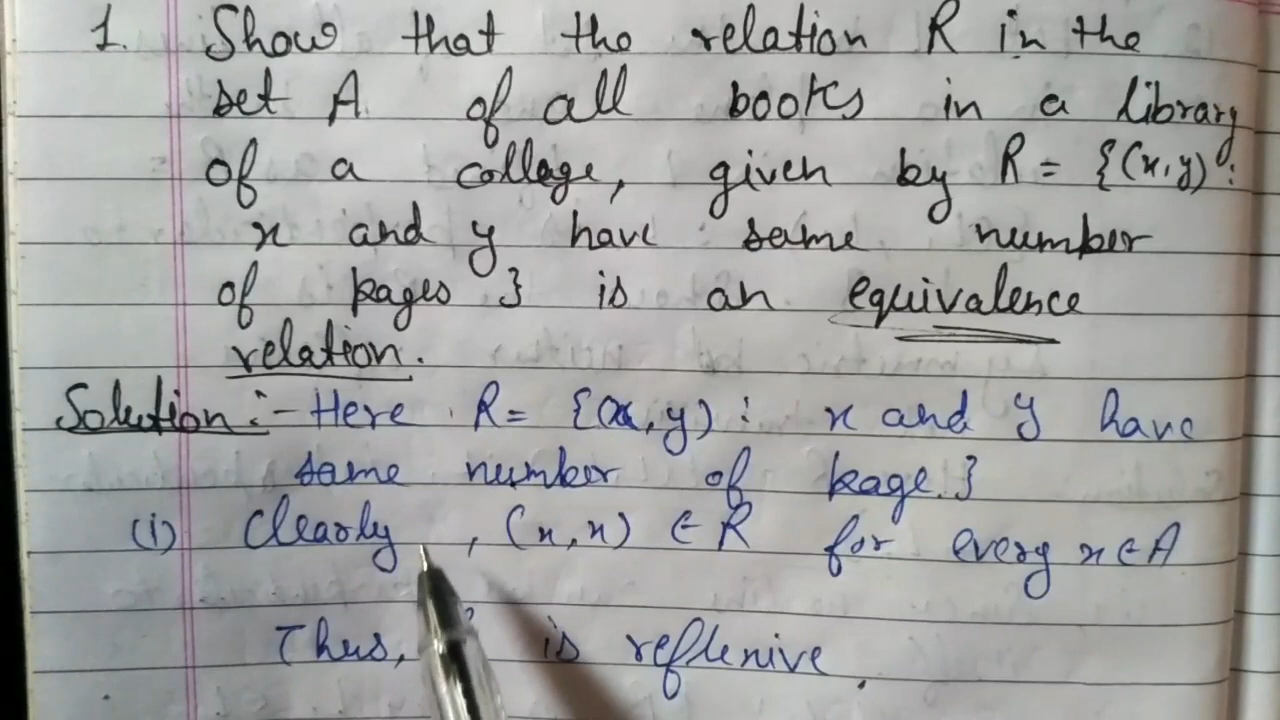 1. Show that the relation R in the
set A of all books in a library
of a college, given by R = {(x,y) :
x and y have same number
of pages } is an equivalence
relation.
Solution :- Here R = {(x,y) : x and y have
same number of page }
(i) Clearly , (x,x) ∈ R for every x ∈ A
Thus, is reflexive.